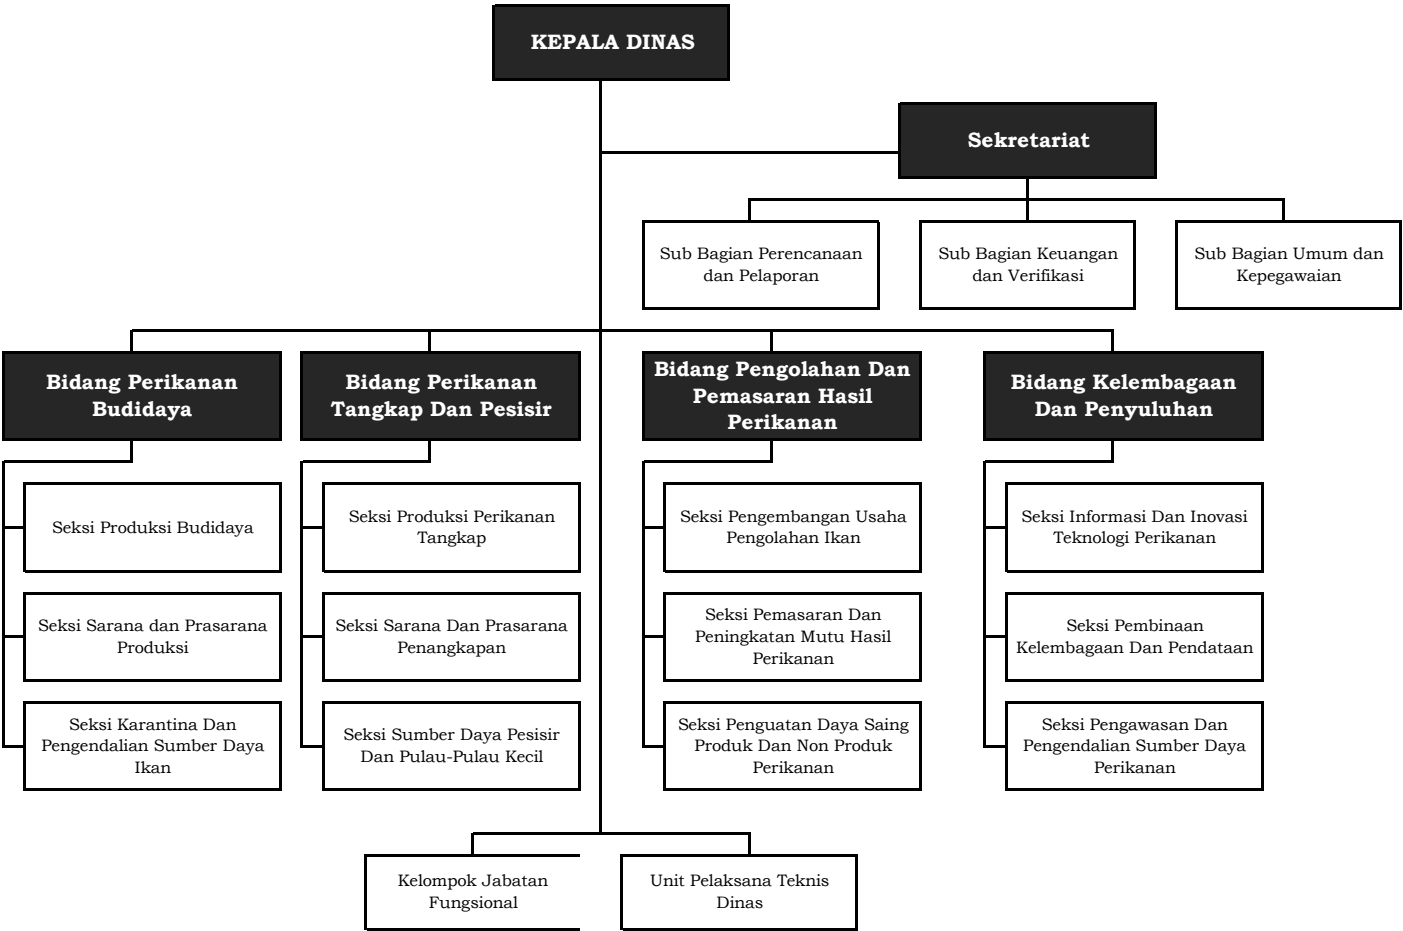 KEPALA DINAS
Sekretariat
Sub Bagian Perencanaan
dan Pelaporan
Sub Bagian Keuangan
dan Verifikasi
Sub Bagian Umum dan
Kepegawaian
Bidang Perikanan
Budidaya
Bidang Perikanan
Tangkap Dan Pesisir
Bidang Pengolahan Dan
Pemasaran Hasil
Perikanan
Bidang Kelembagaan
Dan Penyuluhan
Seksi Produksi Budidaya
Seksi Sarana dan Prasarana
Produksi
Seksi Karantina Dan
Pengendalian Sumber Daya
Ikan
Seksi Produksi Perikanan
Tangkap
Seksi Sarana Dan Prasarana
Penangkapan
Seksi Sumber Daya Pesisir
Dan Pulau-Pulau Kecil
Seksi Pengembangan Usaha
Pengolahan Ikan
Seksi Pemasaran Dan
Peningkatan Mutu Hasil
Perikanan
Seksi Penguatan Daya Saing
Produk Dan Non Produk
Perikanan
Seksi Informasi Dan Inovasi
Teknologi Perikanan
Seksi Pembinaan
Kelembagaan Dan Pendataan
Seksi Pengawasan Dan
Pengendalian Sumber Daya
Perikanan
Kelompok Jabatan
Fungsional
Unit Pelaksana Teknis
Dinas